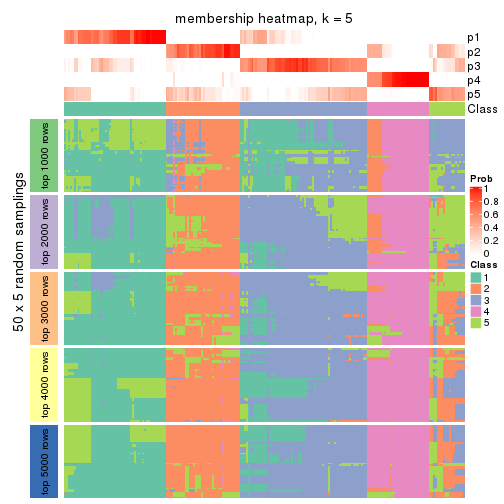 membership heatmap, k = 5
p1
p2
p3
p4
p5
Class
50 x 5 random samplings
top 1000 rows
top 2000 rows
top 3000 rows
top 4000 rows
top 5000 rows
Prob
1
0.8
0.6
0.4
0.2
0
Class
1
2
3
4
5